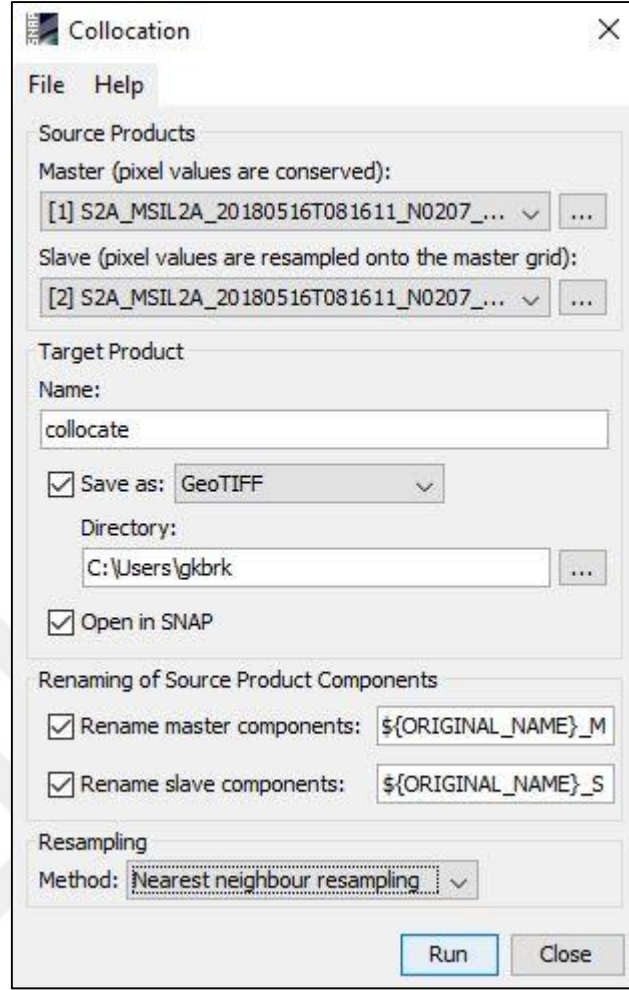 SNAP
Collocation
File Help
Source Products
Master (pixel values are conserved):
[1] S2A_MSIL2A_20180516T081611_N0207_... ...
Slave (pixel values are resampled onto the master grid):
[2] S2A_MSIL2A_20180516T081611_N0207_... ...
Target Product
Name:
collocate
Save as: GeoTIFF
Directory:
C:\Users\gkbrk ...
Open in SNAP
Renaming of Source Product Components
Rename master components: ${ORIGINAL_NAME}_M
Rename slave components: ${ORIGINAL_NAME}_S
Resampling
Method: Nearest neighbour resampling
Run Close